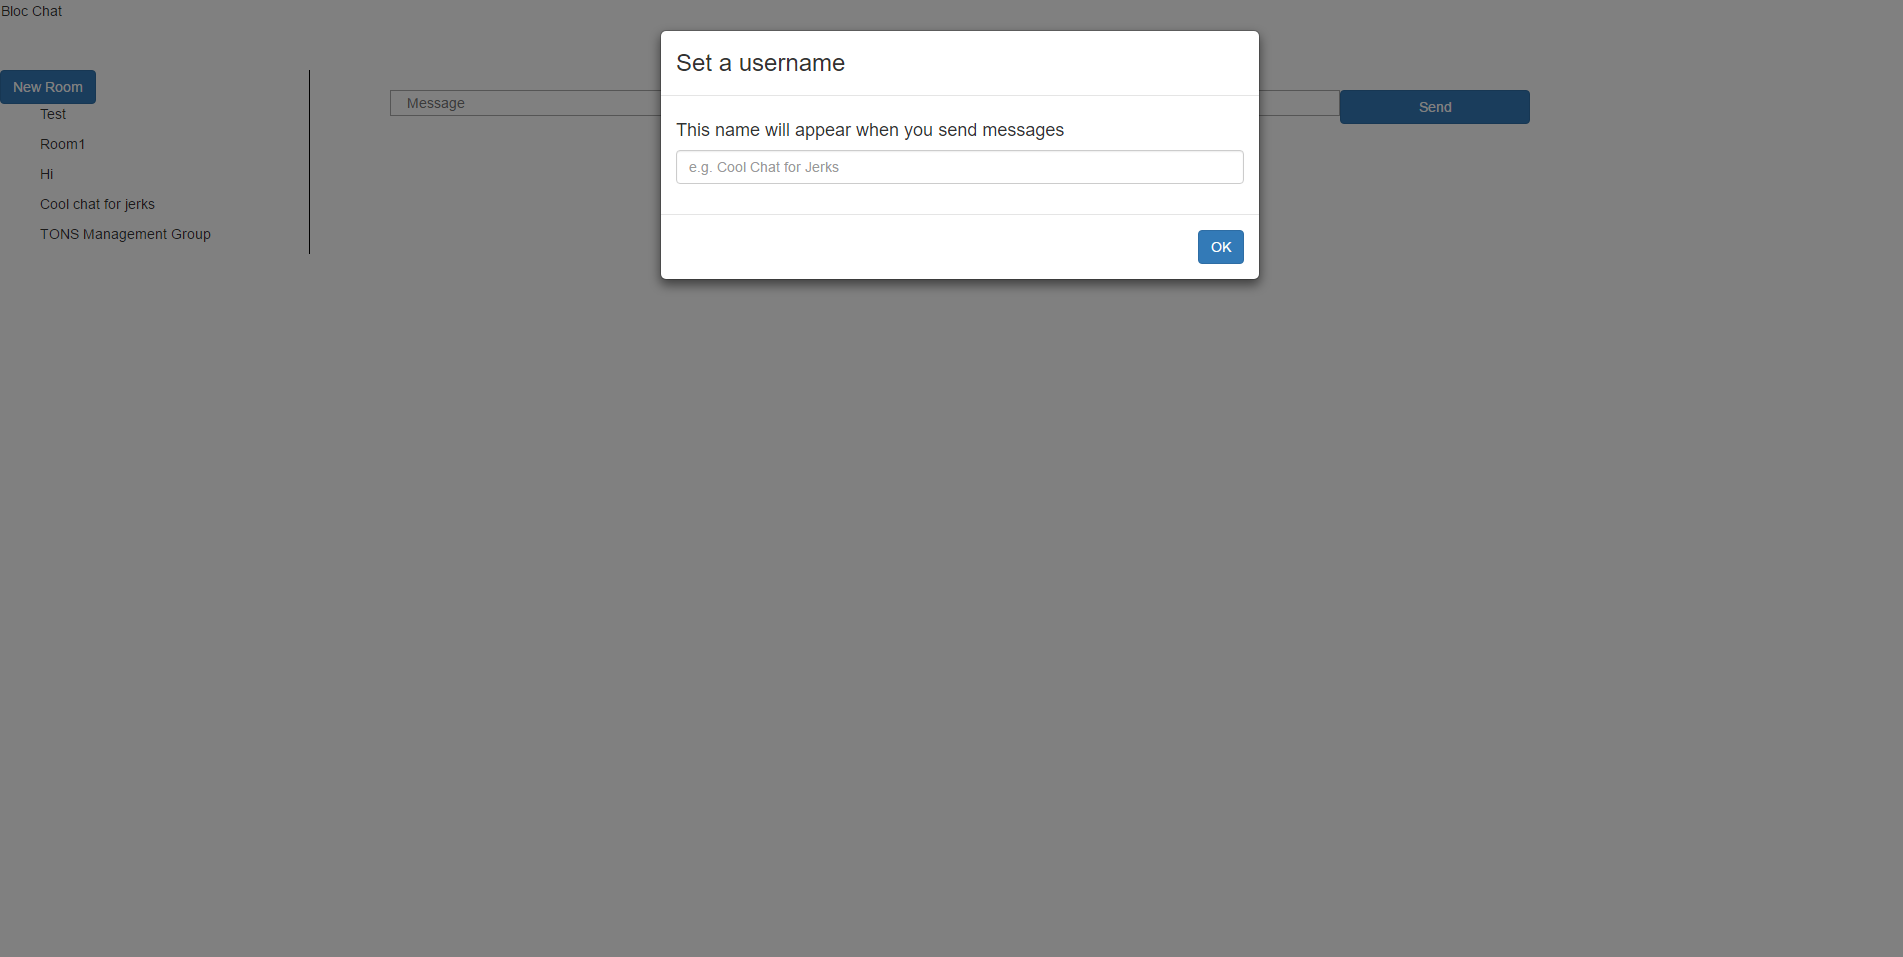 Bloc Chat
New Room
Test
Room1
Hi
Cool chat for jerks
TONS Management Group
Message
Send
Set a username
This name will appear when you send messages
e.g. Cool Chat for Jerks
OK